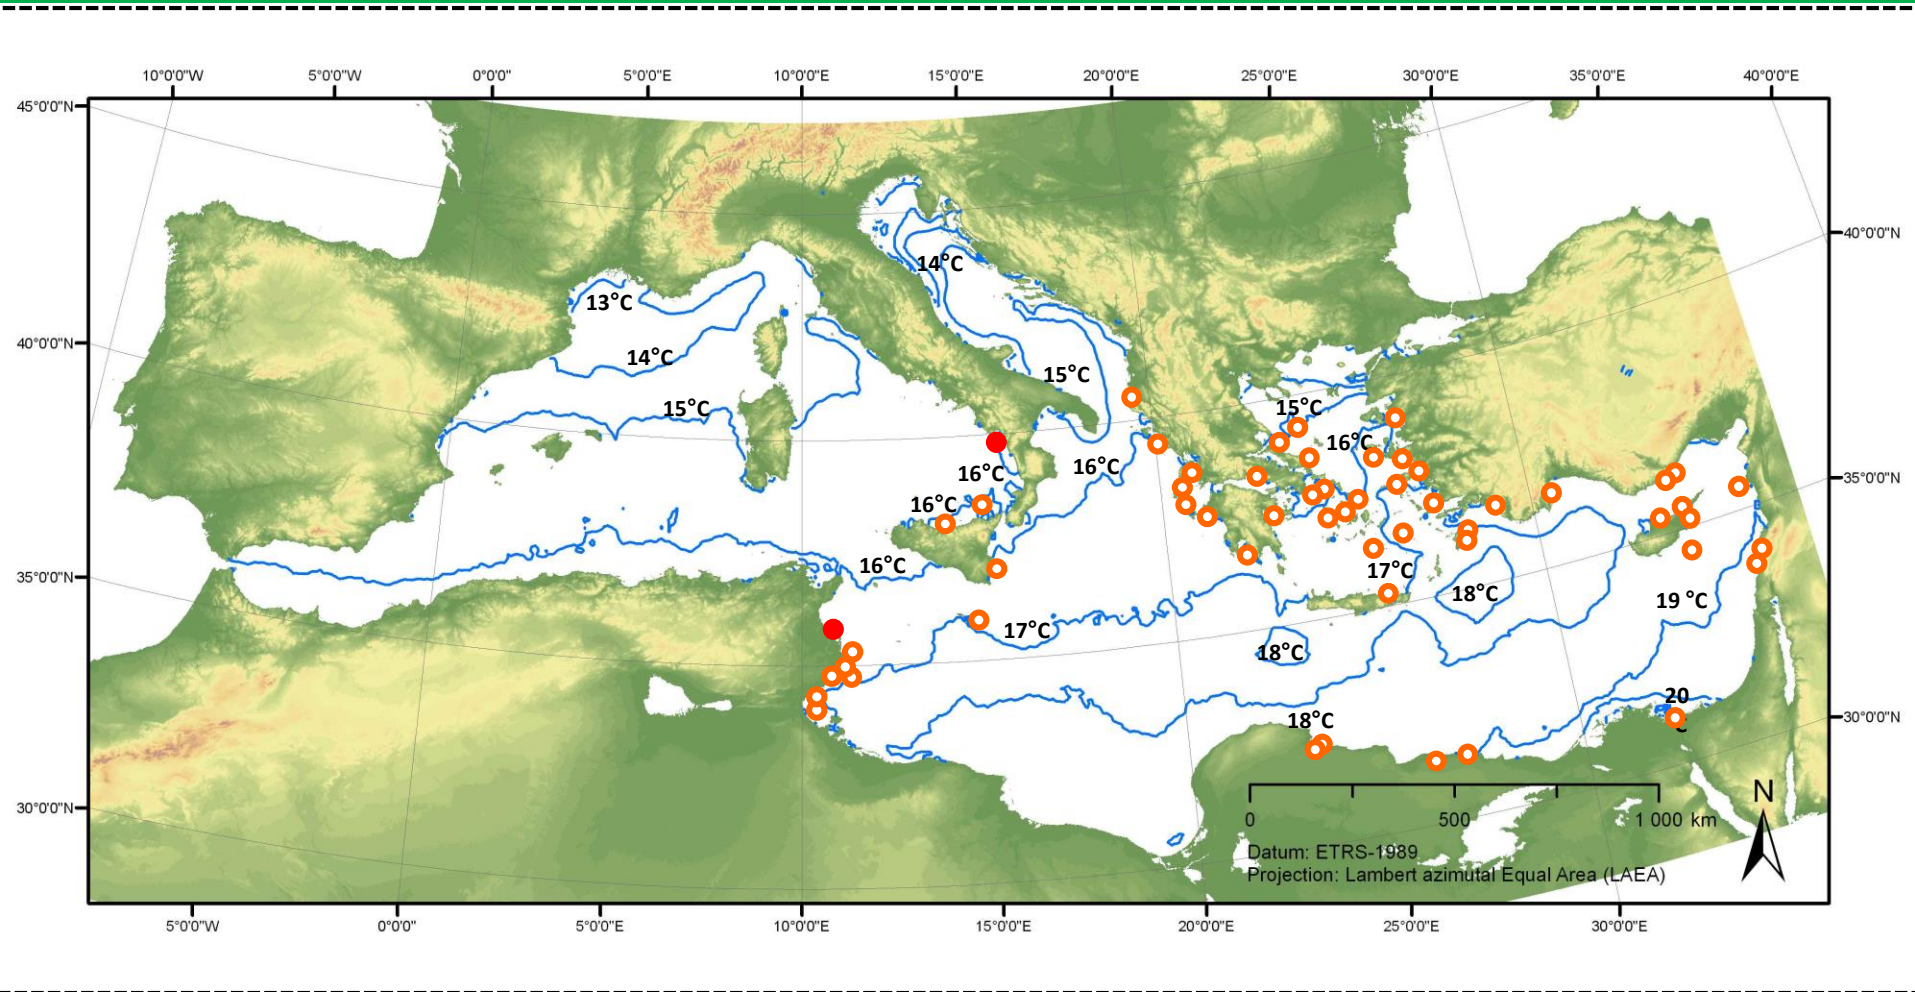 10°0'0"W 5°0'0"W 0°0'0" 5°0'0"E 10°0'0"E 15°0'0"E 20°0'0"E 25°0'0"E 30°0'0"E 35°0'0"E 40°0'0"E
45°0'0"N
40°0'0"N
14°C
13°C
40°0'0"N
14°C
15°C
15°C
15°C
16°C
16°C
16°C
35°0'0"N
16°C
16°C
35°0'0"N
17°C
18°C
19 °C
17°C
18°C
20
C
18°C
30°0'0"N
N
30°0'0"N
0 500 1 000 km
Datum: ETRS-1989
Projection: Lambert azimutal Equal Area (LAEA)
5°0'0"W 0°0'0" 5°0'0"E 10°0'0"E 15°0'0"E 20°0'0"E 25°0'0"E 30°0'0"E